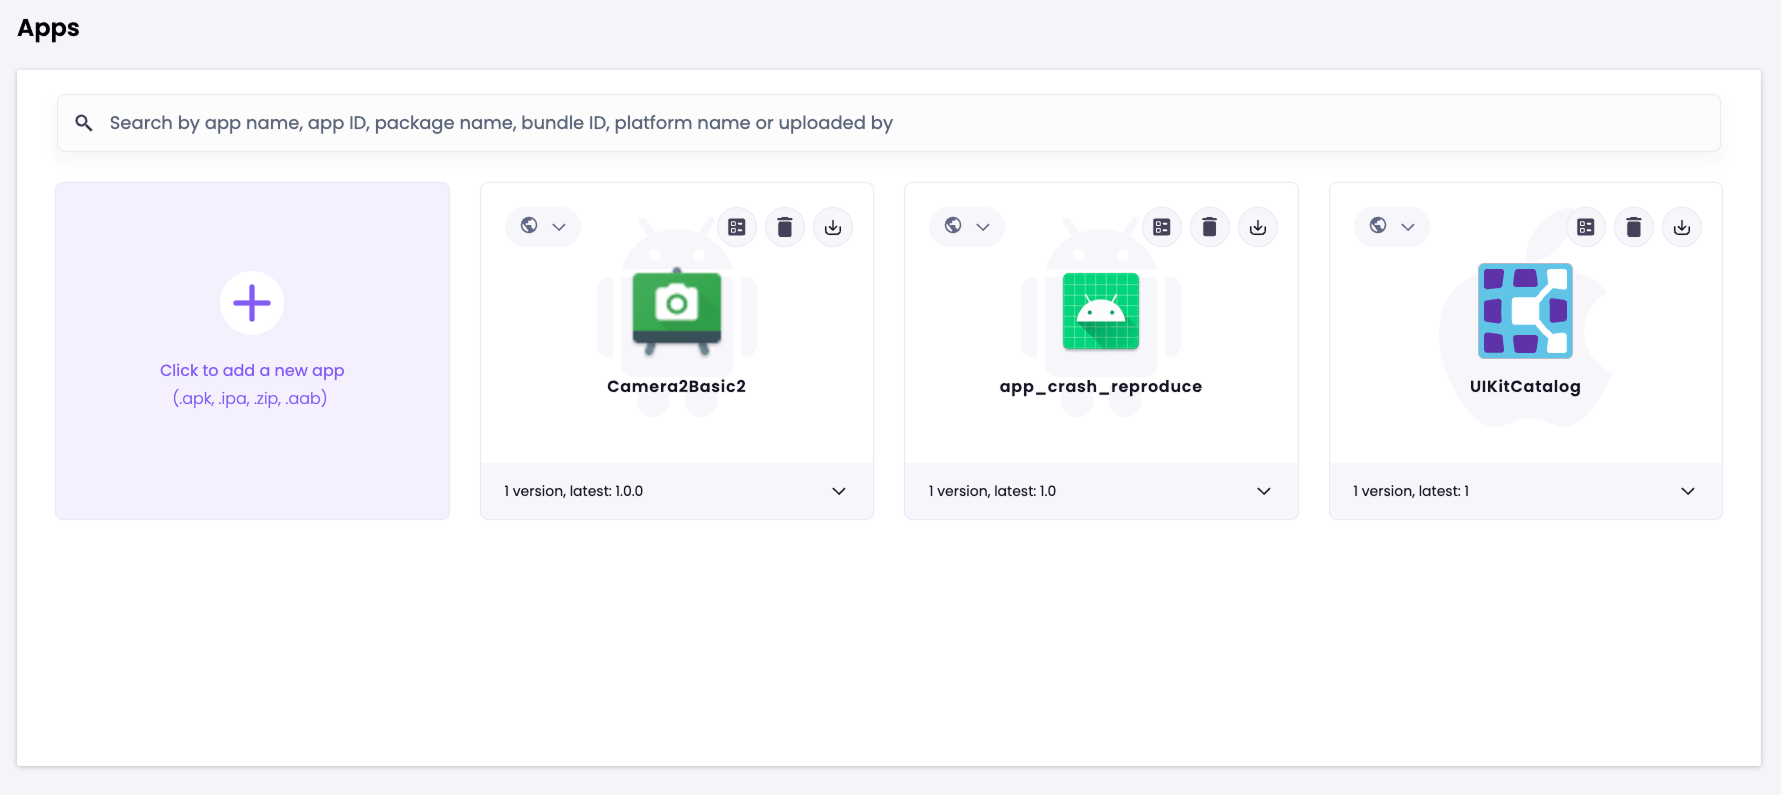 Apps
Search by app name, app ID, package name, bundle ID, platform name or uploaded by
Click to add a new app
(.apk, .ipa, .zip, .aab)
Camera2Basic2
1 version, latest: 1.0.0
app_crash_reproduce
1 version, latest: 1.0
UIKitCatalog
1 version, latest: 1